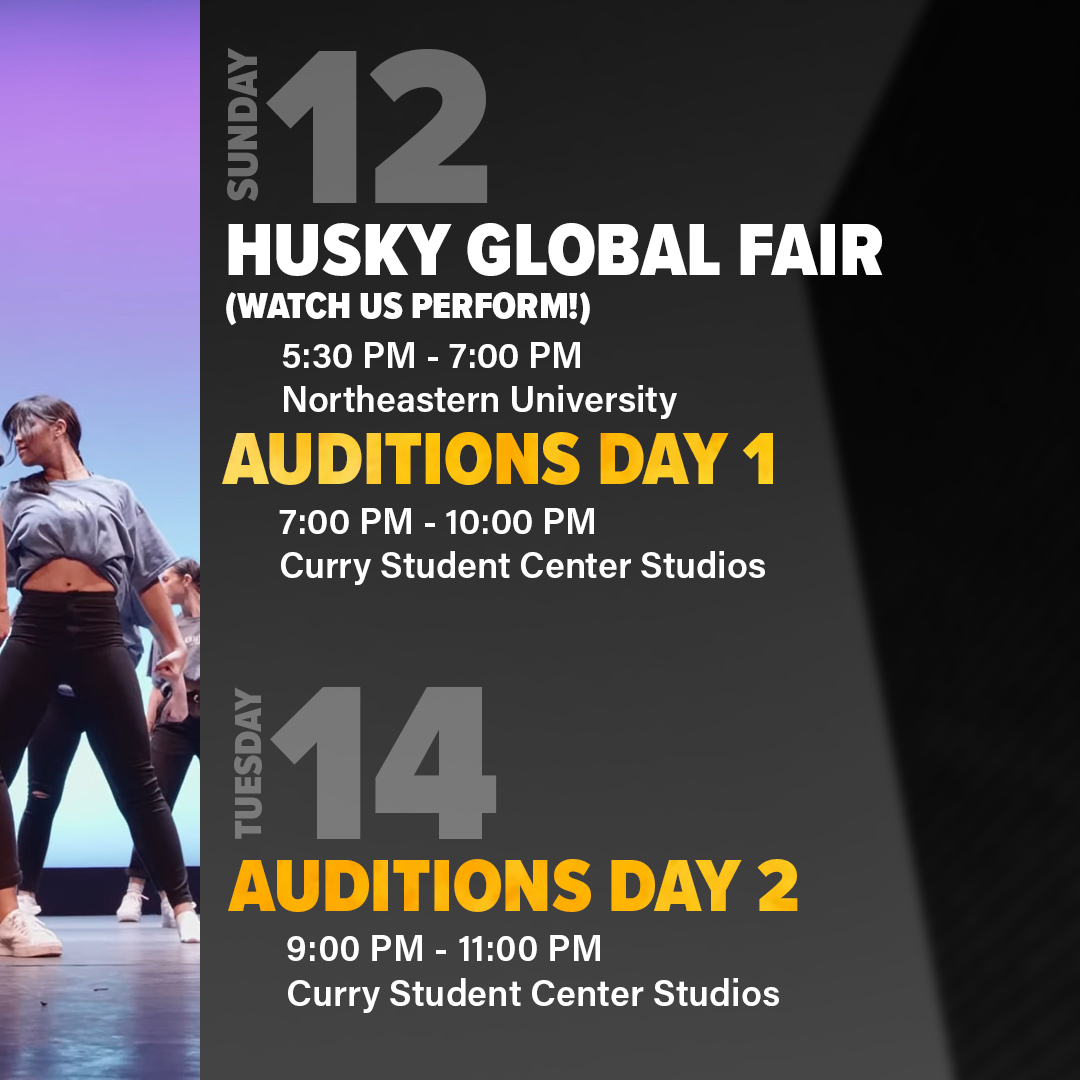 SUNDAY
12
HUSKY GLOBAL FAIR
(WATCH US PERFORM!)
5:30 PM - 7:00 PM
Northeastern University
AUDITIONS DAY 1
7:00 PM - 10:00 PM
Curry Student Center Studios
TUESDAY
14
AUDITIONS DAY 2
9:00 PM - 11:00 PM
Curry Student Center Studios